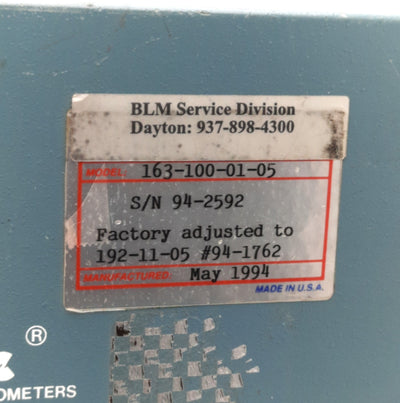 BLM Service Division
Dayton: 937-898-4300
MODEL: 163-100-01-05
S/N 94-2592
Factory adjusted to
192-11-05 #94-1762
MANUFACTURED May 1994
MADE IN U.S.A.
®
OMETERS